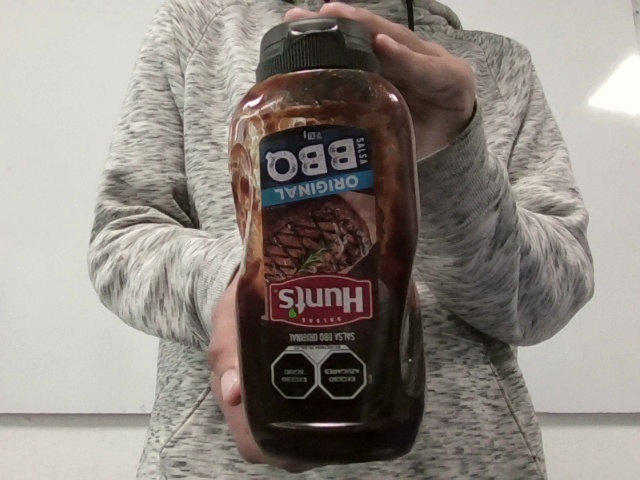 SALSAS
Hunt's
SALSA BBQ ORIGINAL
ORIGINAL
SALSA
BBQ
EXCESO
AZÚCARES
EXCESO
SODIO